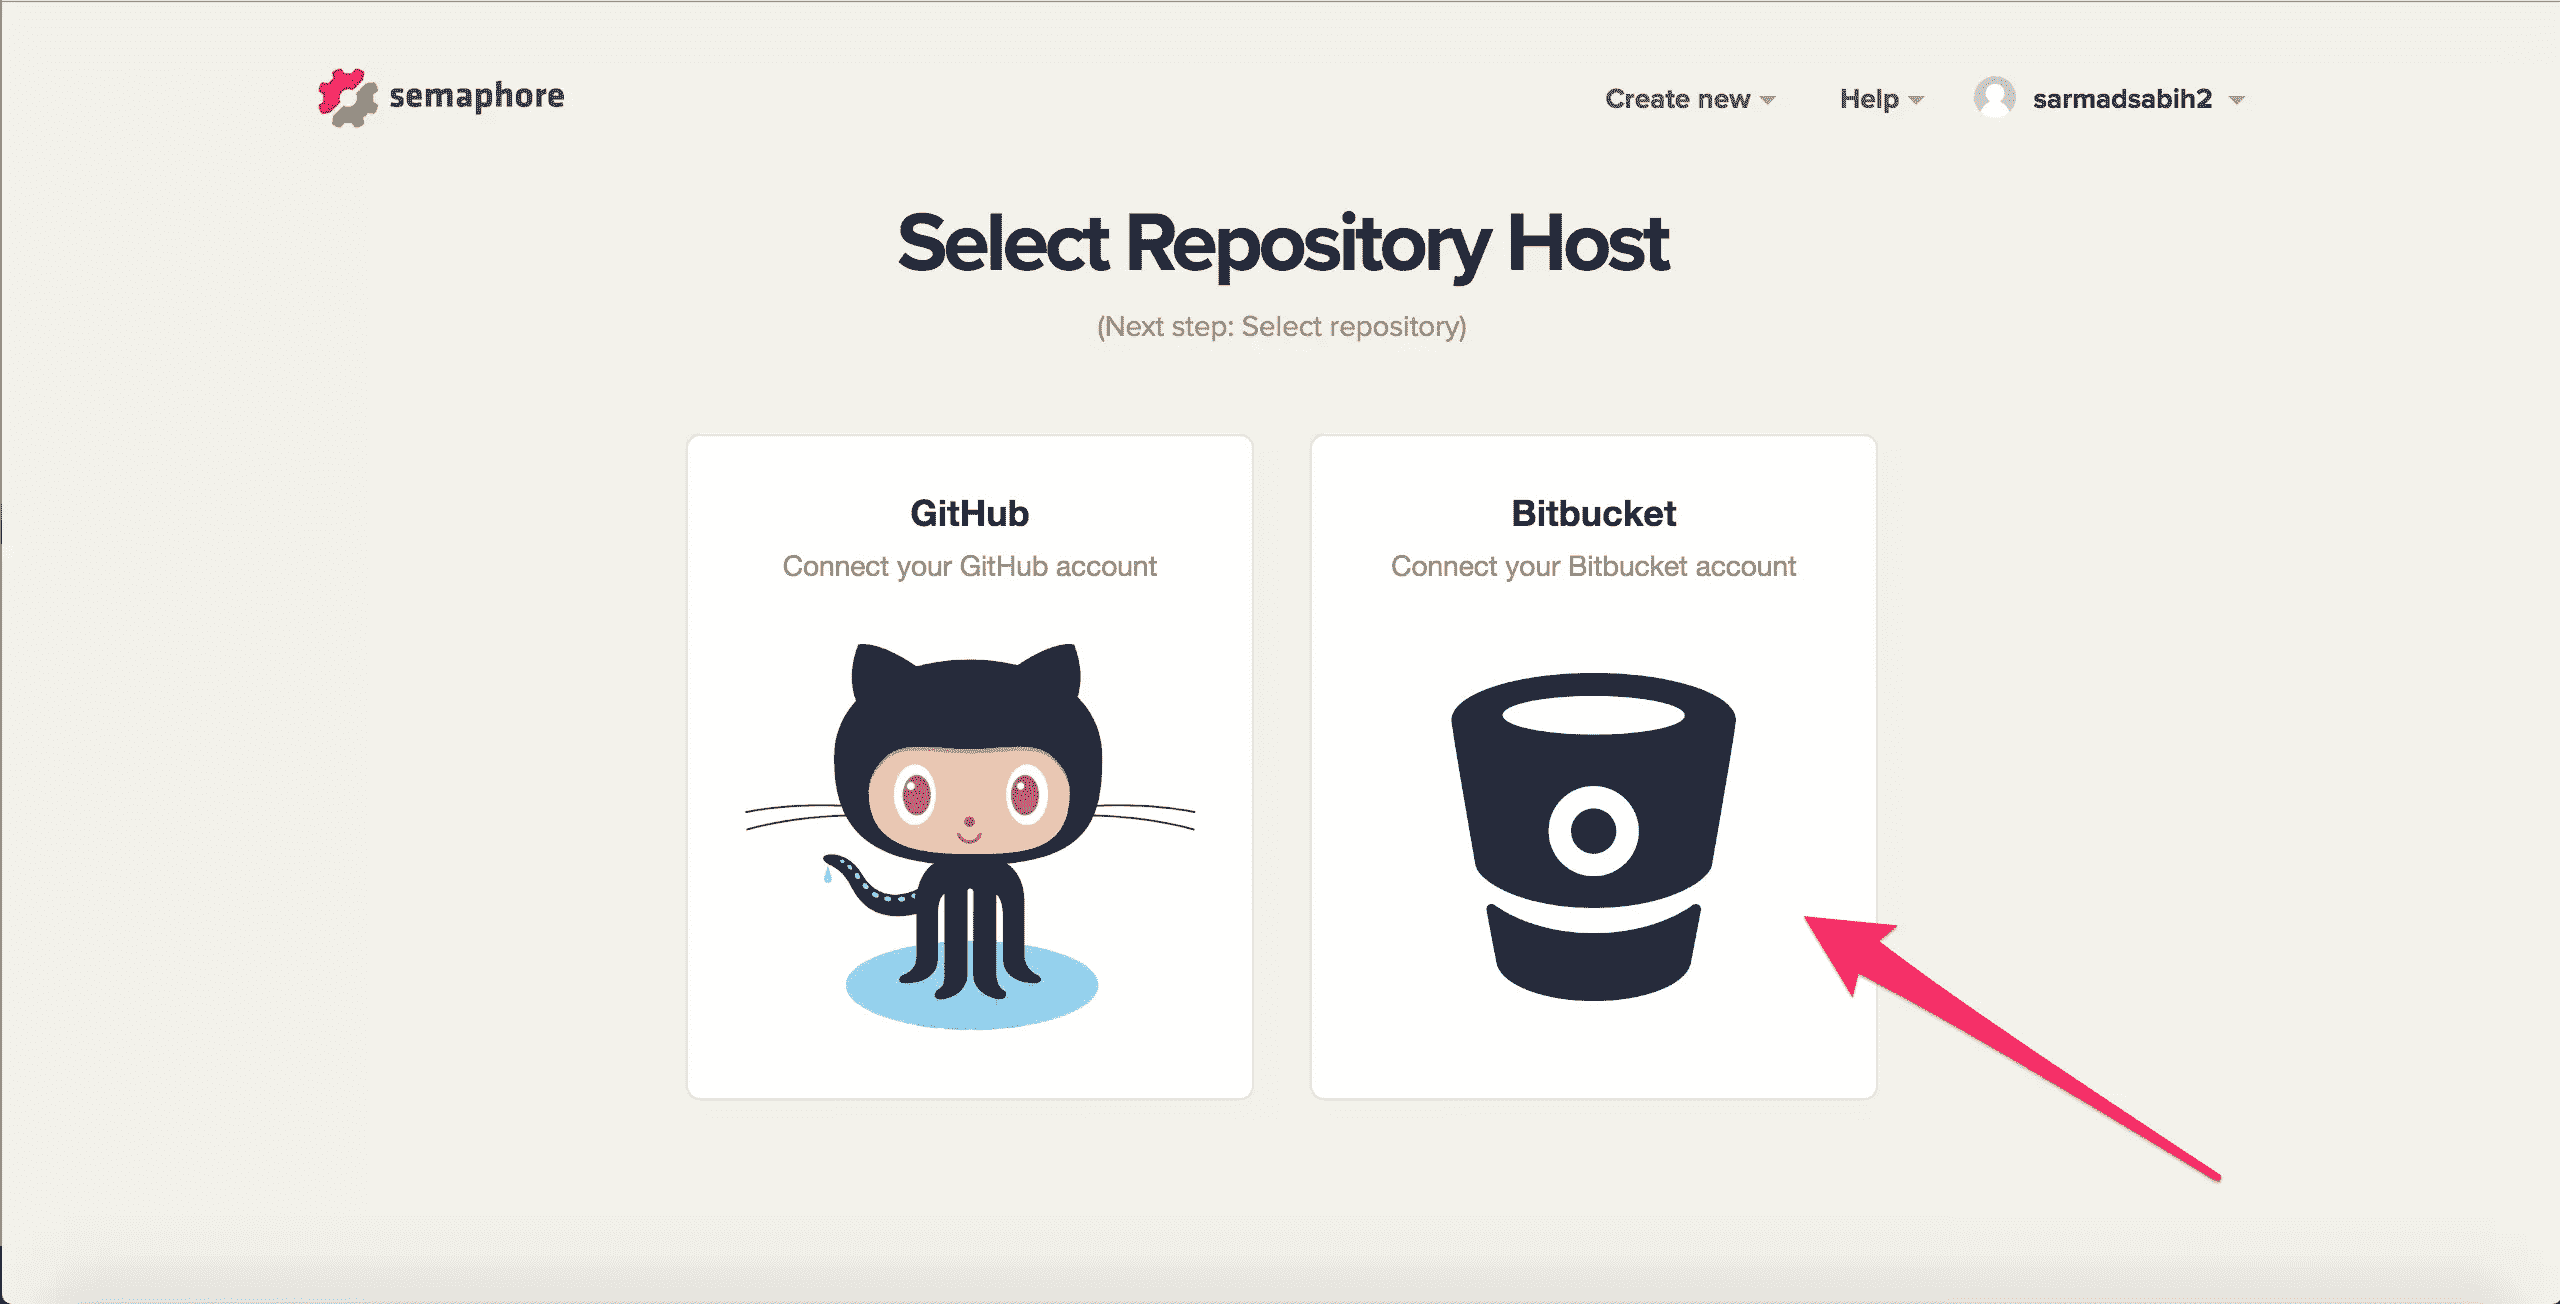 semaphore
Create new
Help
sarmadsabih2
Select Repository Host
(Next step: Select repository)
GitHub
Connect your GitHub account
Bitbucket
Connect your Bitbucket account